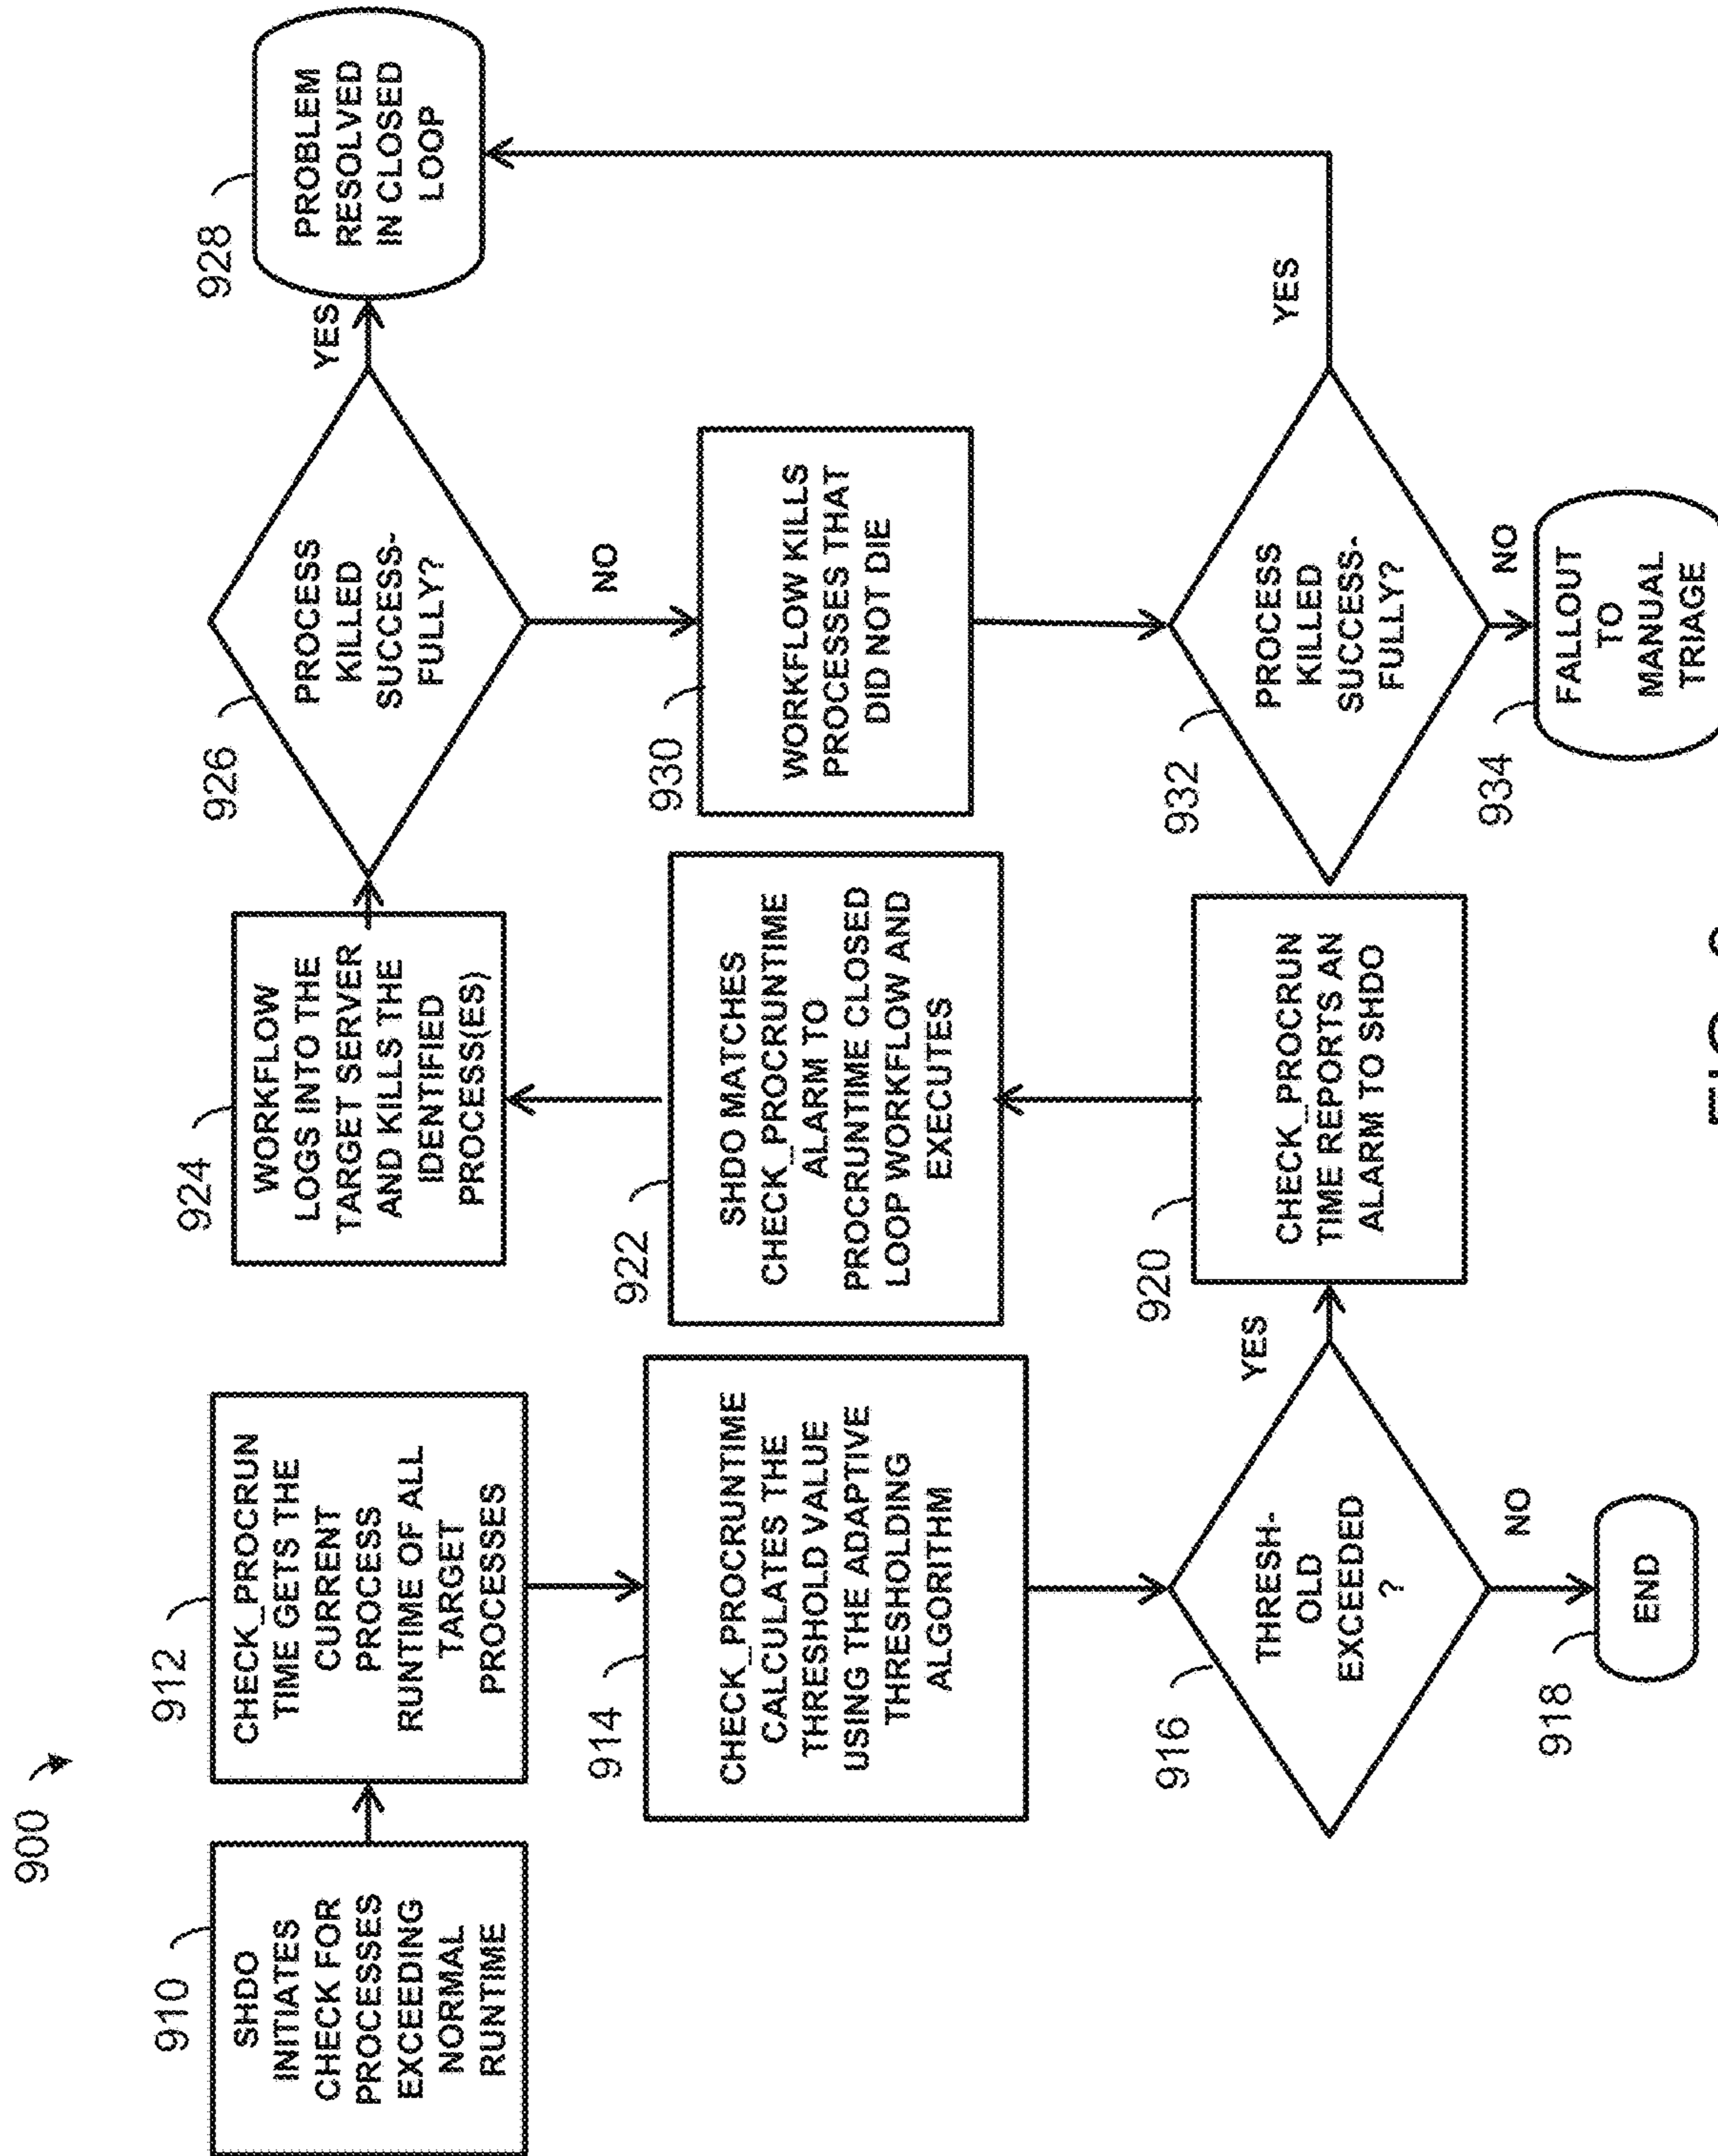 900
910
SHDO
INITIATES
CHECK FOR
PROCESSES
EXCEEDING
NORMAL
RUNTIME
912
CHECK_PROCRUN
TIME GETS THE
CURRENT
PROCESS
RUNTIME OF ALL
TARGET
PROCESSES
914
CHECK_PROCRUNTIME
CALCULATES THE
THRESHOLD VALUE
USING THE ADAPTIVE
THRESHOLDING
ALGORITHM
916
THRESH-
OLD
EXCEEDED
?
NO
918
END
YES
920
CHECK_PROCRUN
TIME REPORTS AN
ALARM TO SHDO
922
SHDO MATCHES
CHECK_PROCRUNTIME
ALARM TO
PROCRUNTIME CLOSED
LOOP WORKFLOW AND
EXECUTES
924
WORKFLOW
LOGS INTO THE
TARGET SERVER
AND KILLS THE
IDENTIFIED
PROCESS(ES)
926
PROCESS
KILLED
SUCCESS-
FULLY?
YES
928
PROBLEM
RESOLVED
IN CLOSED
LOOP
NO
930
WORKFLOW KILLS
PROCESSES THAT
DID NOT DIE
932
PROCESS
KILLED
SUCCESS-
FULLY?
YES
NO
934
FALLOUT
TO
MANUAL
TRIAGE